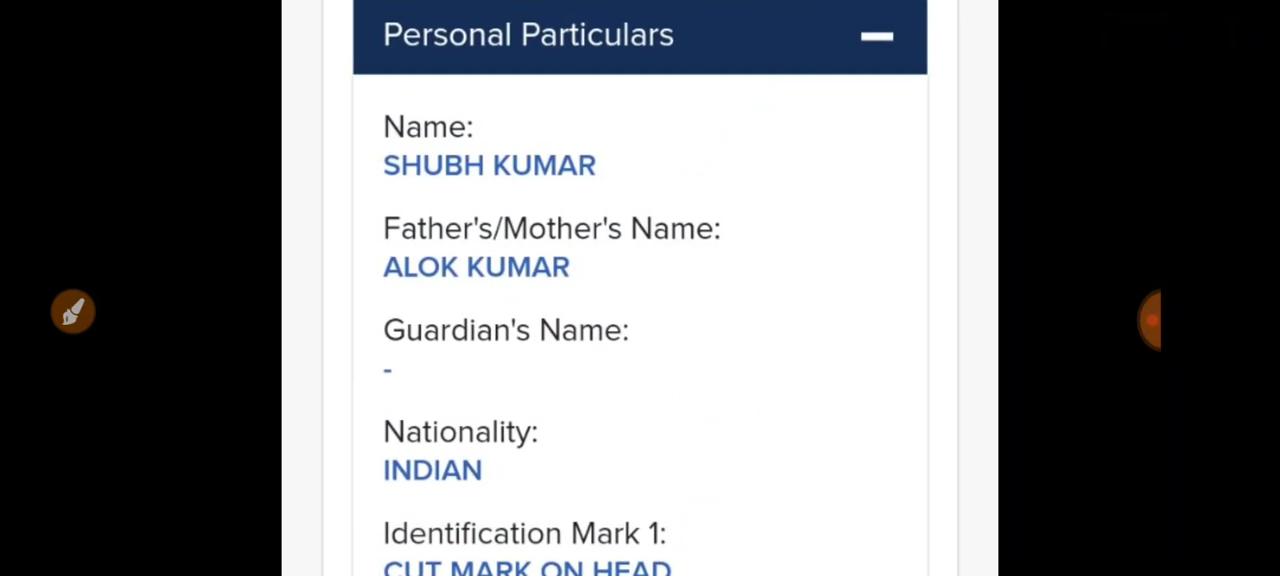 Personal Particulars
Name:
SHUBH KUMAR
Father's/Mother's Name:
ALOK KUMAR
Guardian's Name:
-
Nationality:
INDIAN
Identification Mark 1:
CUT MARK ON HEAD